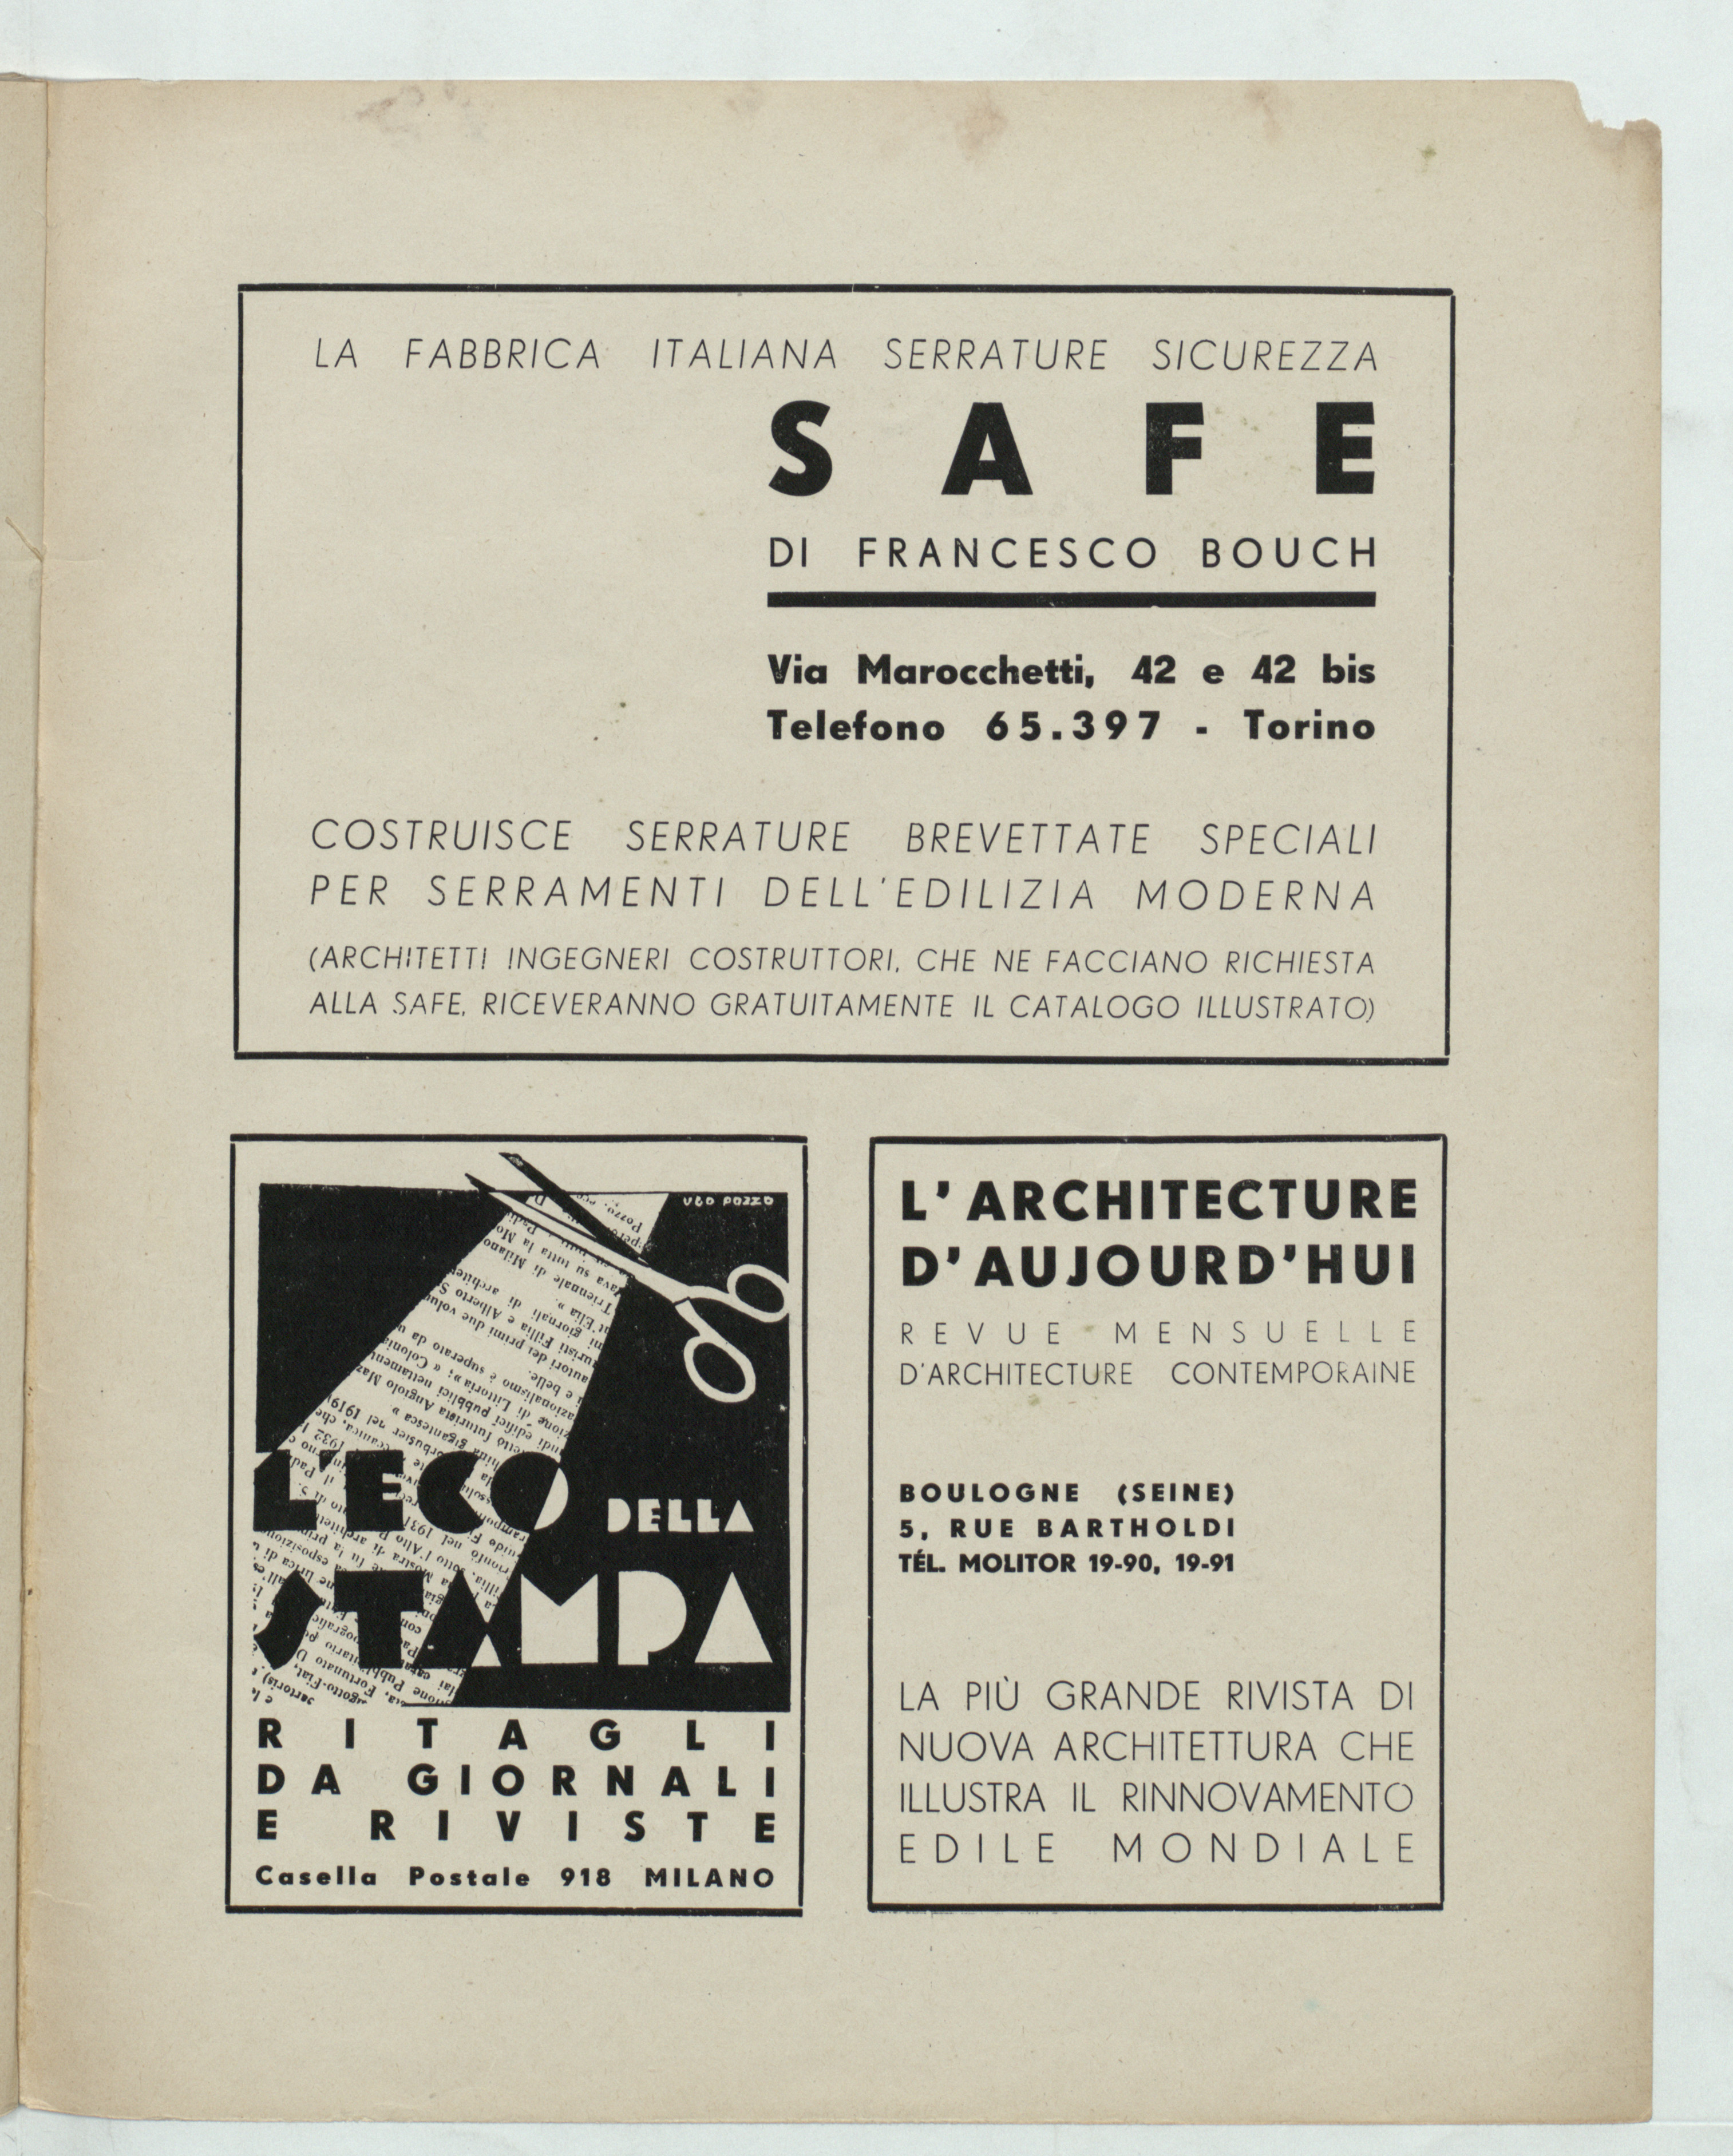 LA FABBRICA ITALIANA SERRATURE SICUREZZA
SAFE
DI FRANCESCO BOUCH
Via Marocchetti, 42 e 42 bis
Telefono 65.397 - Torino
COSTRUISCE SERRATURE BREVETTATE SPECIALI
PER SERRAMENTI DELL'EDILIZIA MODERNA
(ARCHITETTI INGEGNERI COSTRUTTORI, CHE NE FACCIANO RICHIESTA
ALLA SAFE, RICEVERANNO GRATUITAMENTE IL CATALOGO ILLUSTRATO)
UGO POZZO
L'ECO DELLA
STAMPA
RITAGLI
DA GIORNALI
E RIVISTE
Casella Postale 918 MILANO
L'ARCHITECTURE
D'AUJOURD'HUI
REVUE MENSUELLE
D'ARCHITECTURE CONTEMPORAINE
BOULOGNE (SEINE)
5, RUE BARTHOLDI
TÉL. MOLITOR 19-90, 19-91
LA PIÙ GRANDE RIVISTA DI
NUOVA ARCHITETTURA CHE
ILLUSTRA IL RINNOVAMENTO
EDILE MONDIALE